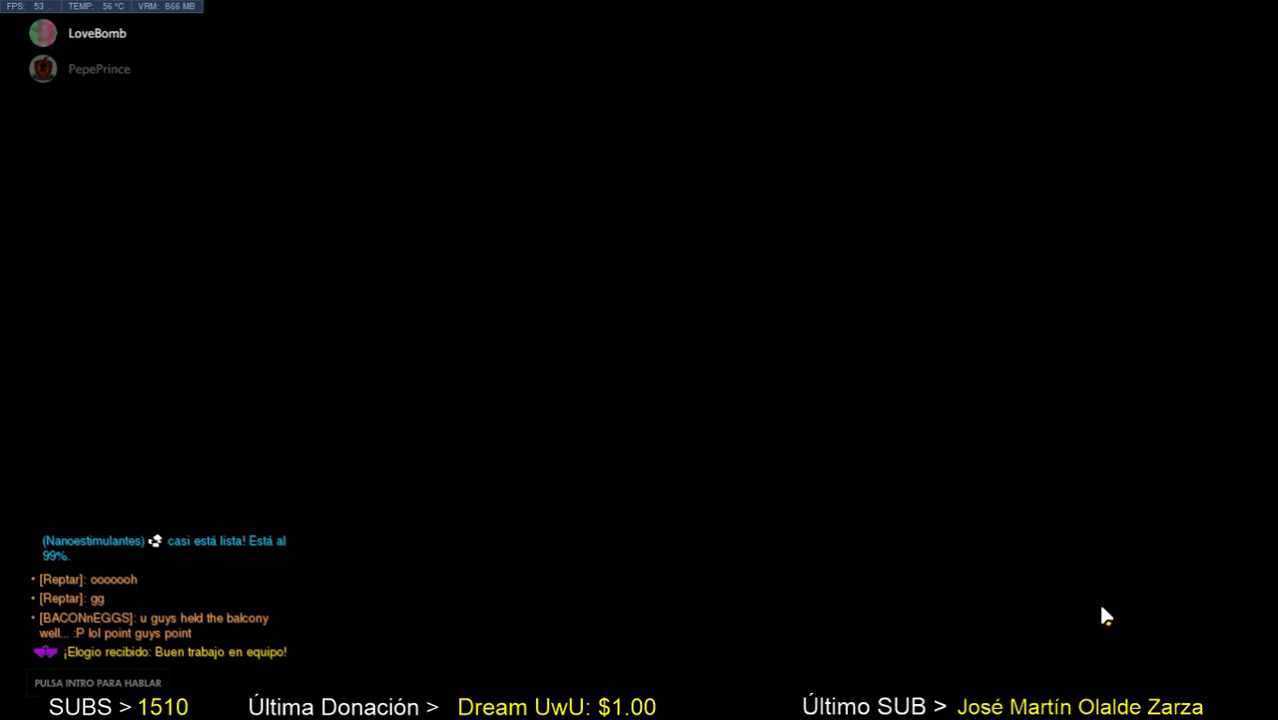 FPS: 53 . TEMP: 56 °C VRM: 866 MB
LoveBomb
PepePrince
(Nanoestimulantes) casi está lista! Está al
99%.
• [Reptar]: ooooooh
• [Reptar]: gg
• [BACONnEGGS]: u guys held the balcony
well... :P lol point guys point
¡Elogio recibido: Buen trabajo en equipo!
PULSA INTRO PARA HABLAR
SUBS > 1510 Última Donación > Dream UwU: $1.00 Último SUB > José Martín Olalde Zarza